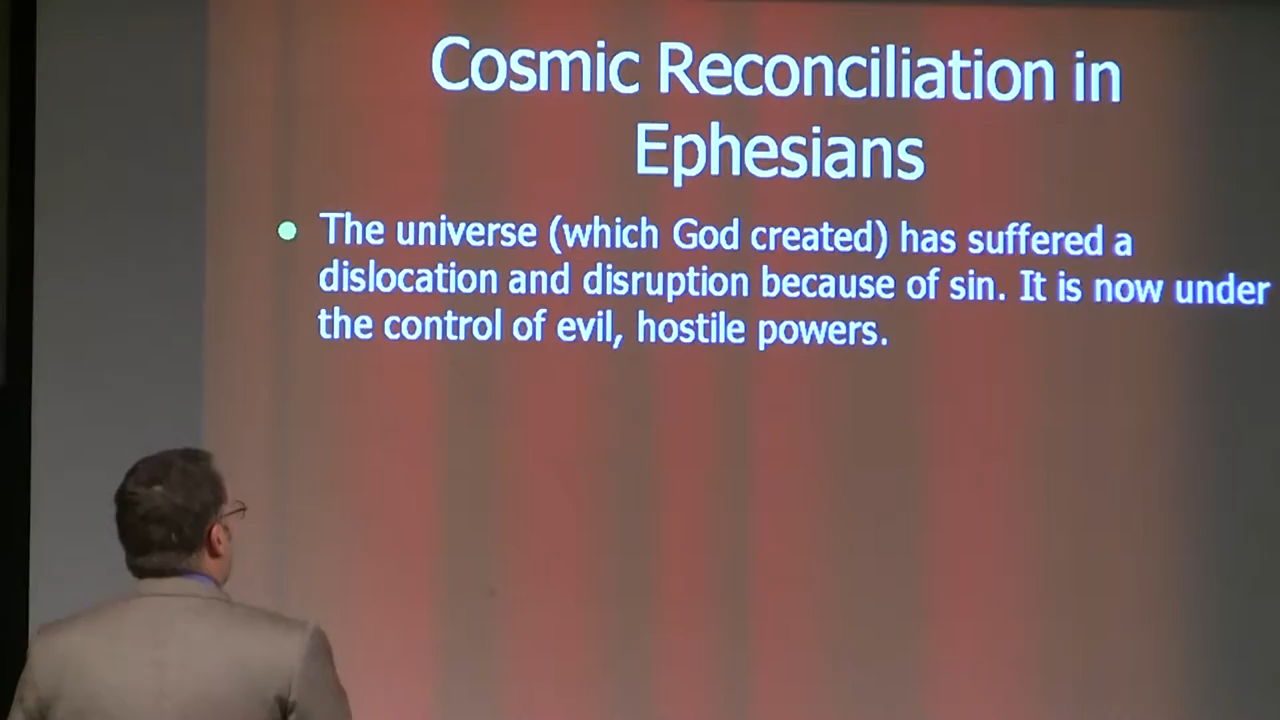 Cosmic Reconciliation in
Ephesians
The universe (which God created) has suffered a
dislocation and disruption because of sin. It is now under
the control of evil, hostile powers.